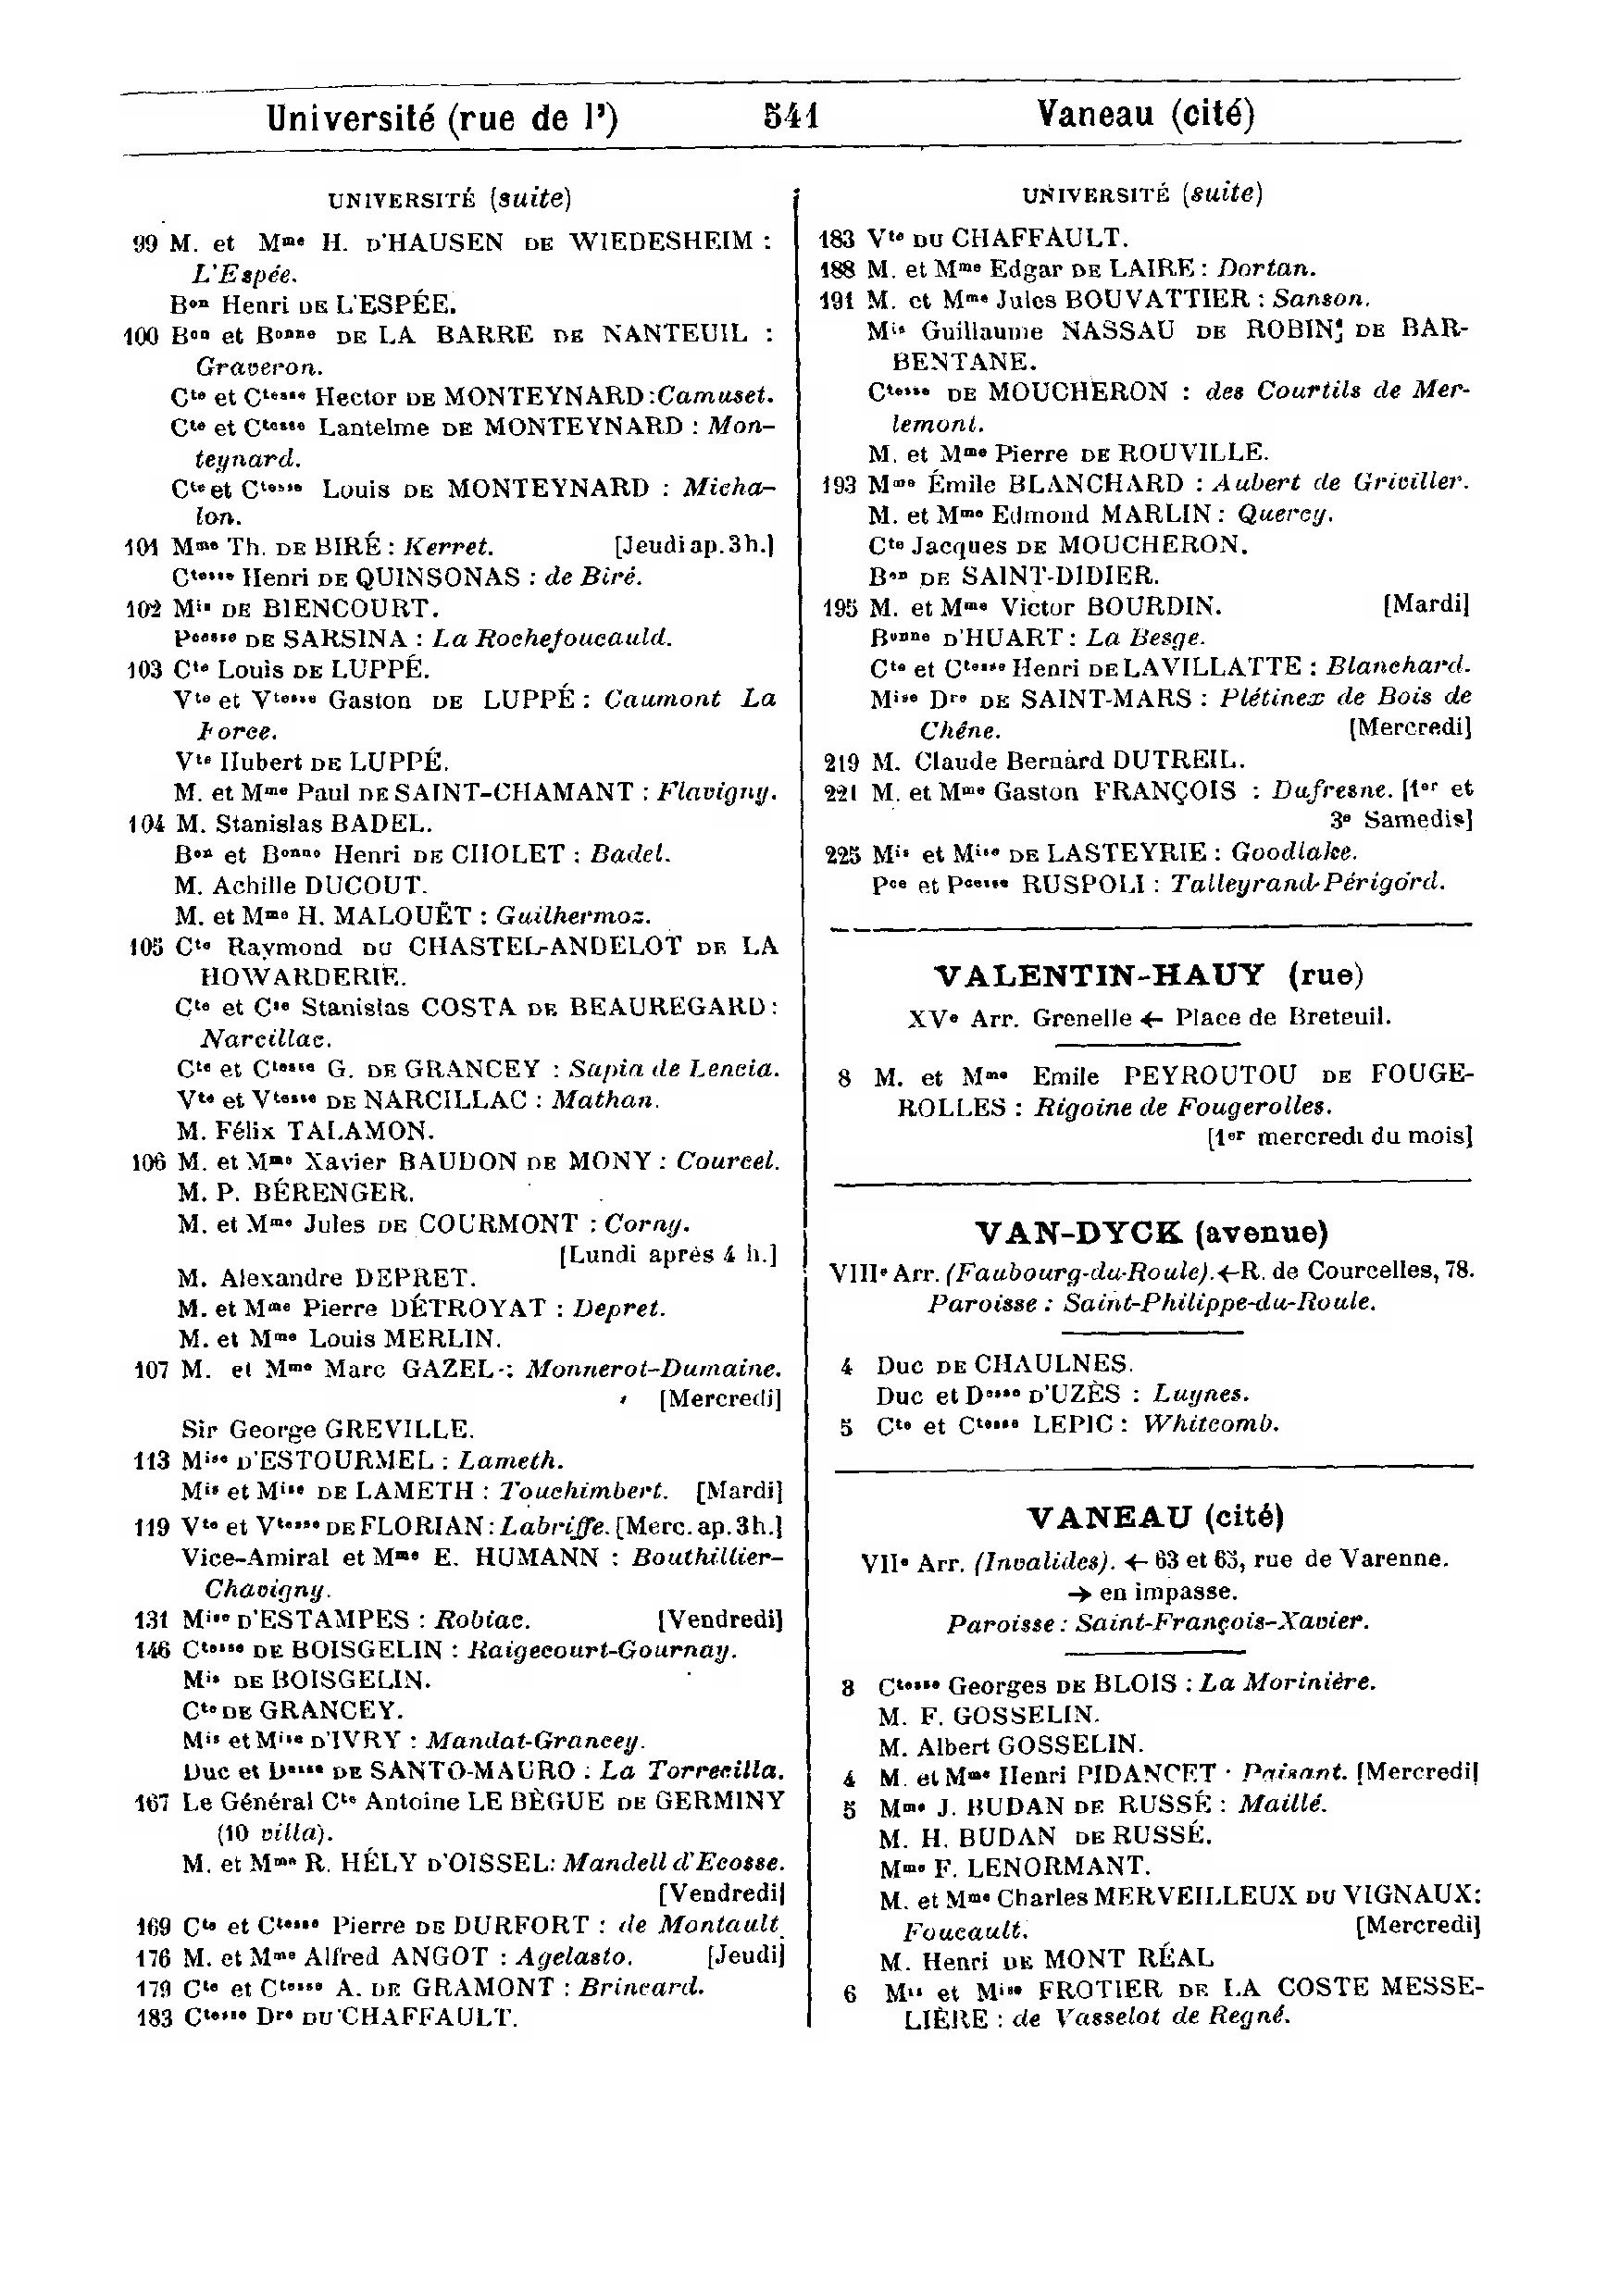 Université (rue de l') 541 Vaneau (cité)
UNIVERSITÉ (suite)
99 M. et Mme H. D'HAUSEN DE WIEDESHEIM :
L'Espée.
Bon Henri DE L'ESPÉE.
100 Bon et Bonne DE LA BARRE DE NANTEUIL :
Graveron.
Cte et Ctesse Hector DE MONTEYNARD : Camuset.
Cte et Ctesse Lantelme DE MONTEYNARD : Mon-
teynard.
Cte et Ctesse Louis DE MONTEYNARD : Micha-
lon.
101 Mme Th. DE BIRÉ : Kerret. [Jeudi ap. 3 h.]
Ctesse Henri DE QUINSONAS : de Biré.
102 Mis DE BIENCOURT.
Pcesse DE SARSINA : La Rochefoucauld.
103 Cte Louis DE LUPPÉ.
Vte et Vtesse Gaston DE LUPPÉ : Caumont La
Force.
Vte Hubert DE LUPPÉ.
M. et Mme Paul DE SAINT-CHAMANT : Flavigny.
104 M. Stanislas BADEL.
Bon et Bonne Henri DE CHOLET : Badel.
M. Achille DUCOUT.
M. et Mme H. MALOUËT : Guilhermoz.
105 Cte Raymond DU CHASTEL-ANDELOT DE LA
HOWARDERIE.
Cte et Cse Stanislas COSTA DE BEAUREGARD :
Narcillac.
Cte et Ctesse G. DE GRANCEY : Sapia de Lencia.
Vte et Vtesse DE NARCILLAC : Mathan.
M. Félix TALAMON.
106 M. et Mme Xavier BAUDON DE MONY : Courcel.
M. P. BÉRENGER.
M. et Mme Jules DE COURMONT : Corny.
[Lundi après 4 h.]
M. Alexandre DEPRET.
M. et Mme Pierre DÉTROYAT : Depret.
M. et Mme Louis MERLIN.
107 M. et Mme Marc GAZEL : Monnerot-Dumaine.
[Mercredi]
Sir George GREVILLE.
113 Mise D'ESTOURMEL : Lameth.
Mis et Mise DE LAMETH : Touchimbert. [Mardi]
119 Vte et Vtesse DE FLORIAN : Labriffe. [Merc. ap. 3 h.]
Vice-Amiral et Mme E. HUMANN : Bouthillier-
Chavigny.
131 Mise D'ESTAMPES : Robiac. [Vendredi]
146 Ctesse DE BOISGELIN : Raigecourt-Gournay.
Mis DE BOISGELIN.
Cte DE GRANCEY.
Mis et Mise D'IVRY : Mandat-Grancey.
Duc et Desse DE SANTO-MAURO : La Torrecilla.
167 Le Général Cte Antoine LE BÈGUE DE GERMINY
(10 villa).
M. et Mme R. HÉLY D'OISSEL : Mandell d'Ecosse.
[Vendredi]
169 Cte et Ctesse Pierre DE DURFORT : de Montault.
176 M. et Mme Alfred ANGOT : Agelasto. [Jeudi]
179 Cte et Ctesse A. DE GRAMONT : Brincard.
183 Ctesse Dre DU CHAFFAULT.
UNIVERSITÉ (suite)
183 Vte DU CHAFFAULT.
188 M. et Mme Edgar DE LAIRE : Dortan.
191 M. et Mme Jules BOUVATTIER : Sanson.
Mis Guillaume NASSAU DE ROBIN DE BAR-
BENTANE.
Ctesse DE MOUCHERON : des Courtils de Mer-
lemont.
M. et Mme Pierre DE ROUVILLE.
193 Mme Émile BLANCHARD : Aubert de Griviller.
M. et Mme Edmond MARLIN : Quercy.
Cte Jacques DE MOUCHERON.
Bon DE SAINT-DIDIER.
195 M. et Mme Victor BOURDIN. [Mardi]
Bonne D'HUART : La Besge.
Cte et Ctesse Henri DE LAVILLATTE : Blanchard.
Mise Dre DE SAINT-MARS : Plétinex de Bois de
Chêne. [Mercredi]
219 M. Claude Bernard DUTREIL.
221 M. et Mme Gaston FRANÇOIS : Dufresne. [1er et
3e Samedis]
225 Mis et Mise DE LASTEYRIE : Goodlake.
Pce et Pcesse RUSPOLI : Talleyrand-Périgord.
VALENTIN-HAUY (rue)
XVe Arr. Grenelle ← Place de Breteuil.
8 M. et Mme Emile PEYROUTOU DE FOUGE-
ROLLES : Rigoine de Fougerolles.
[1er mercredi du mois]
VAN-DYCK (avenue)
VIIIe Arr. (Faubourg-du-Roule). ← R. de Courcelles, 78.
Paroisse : Saint-Philippe-du-Roule.
4 Duc DE CHAULNES.
Duc et Desse D'UZÈS : Luynes.
5 Cte et Ctesse LEPIC : Whitcomb.
VANEAU (cité)
VIIe Arr. (Invalides). ← 63 et 65, rue de Varenne.
→ en impasse.
Paroisse : Saint-François-Xavier.
3 Ctesse Georges DE BLOIS : La Morinière.
M. F. GOSSELIN.
M. Albert GOSSELIN.
4 M. et Mme Henri PIDANCET : Paisant. [Mercredi]
5 Mme J. BUDAN DE RUSSÉ : Maillé.
M. H. BUDAN DE RUSSÉ.
Mme F. LENORMANT.
M. et Mme Charles MERVEILLEUX DU VIGNAUX :
Foucault. [Mercredi]
M. Henri DE MONT RÉAL
6 Mis et Mise FROTIER DE LA COSTE MESSE-
LIÈRE : de Vasselot de Regné.